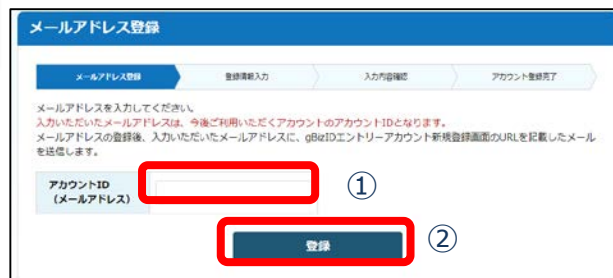 メールアドレス登録
メールアドレス登録
登録情報入力
入力内容確認
アカウント登録完了
メールアドレスを入力してください。
入力いただいたメールアドレスは、今後ご利用いただくアカウントのアカウントIDとなります。
メールアドレスの登録後、入力いただいたメールアドレスに、gBizIDエントリーアカウント新規登録画面のURLを記載したメール
を送信します。
アカウントID
（メールアドレス）
①
登録
②